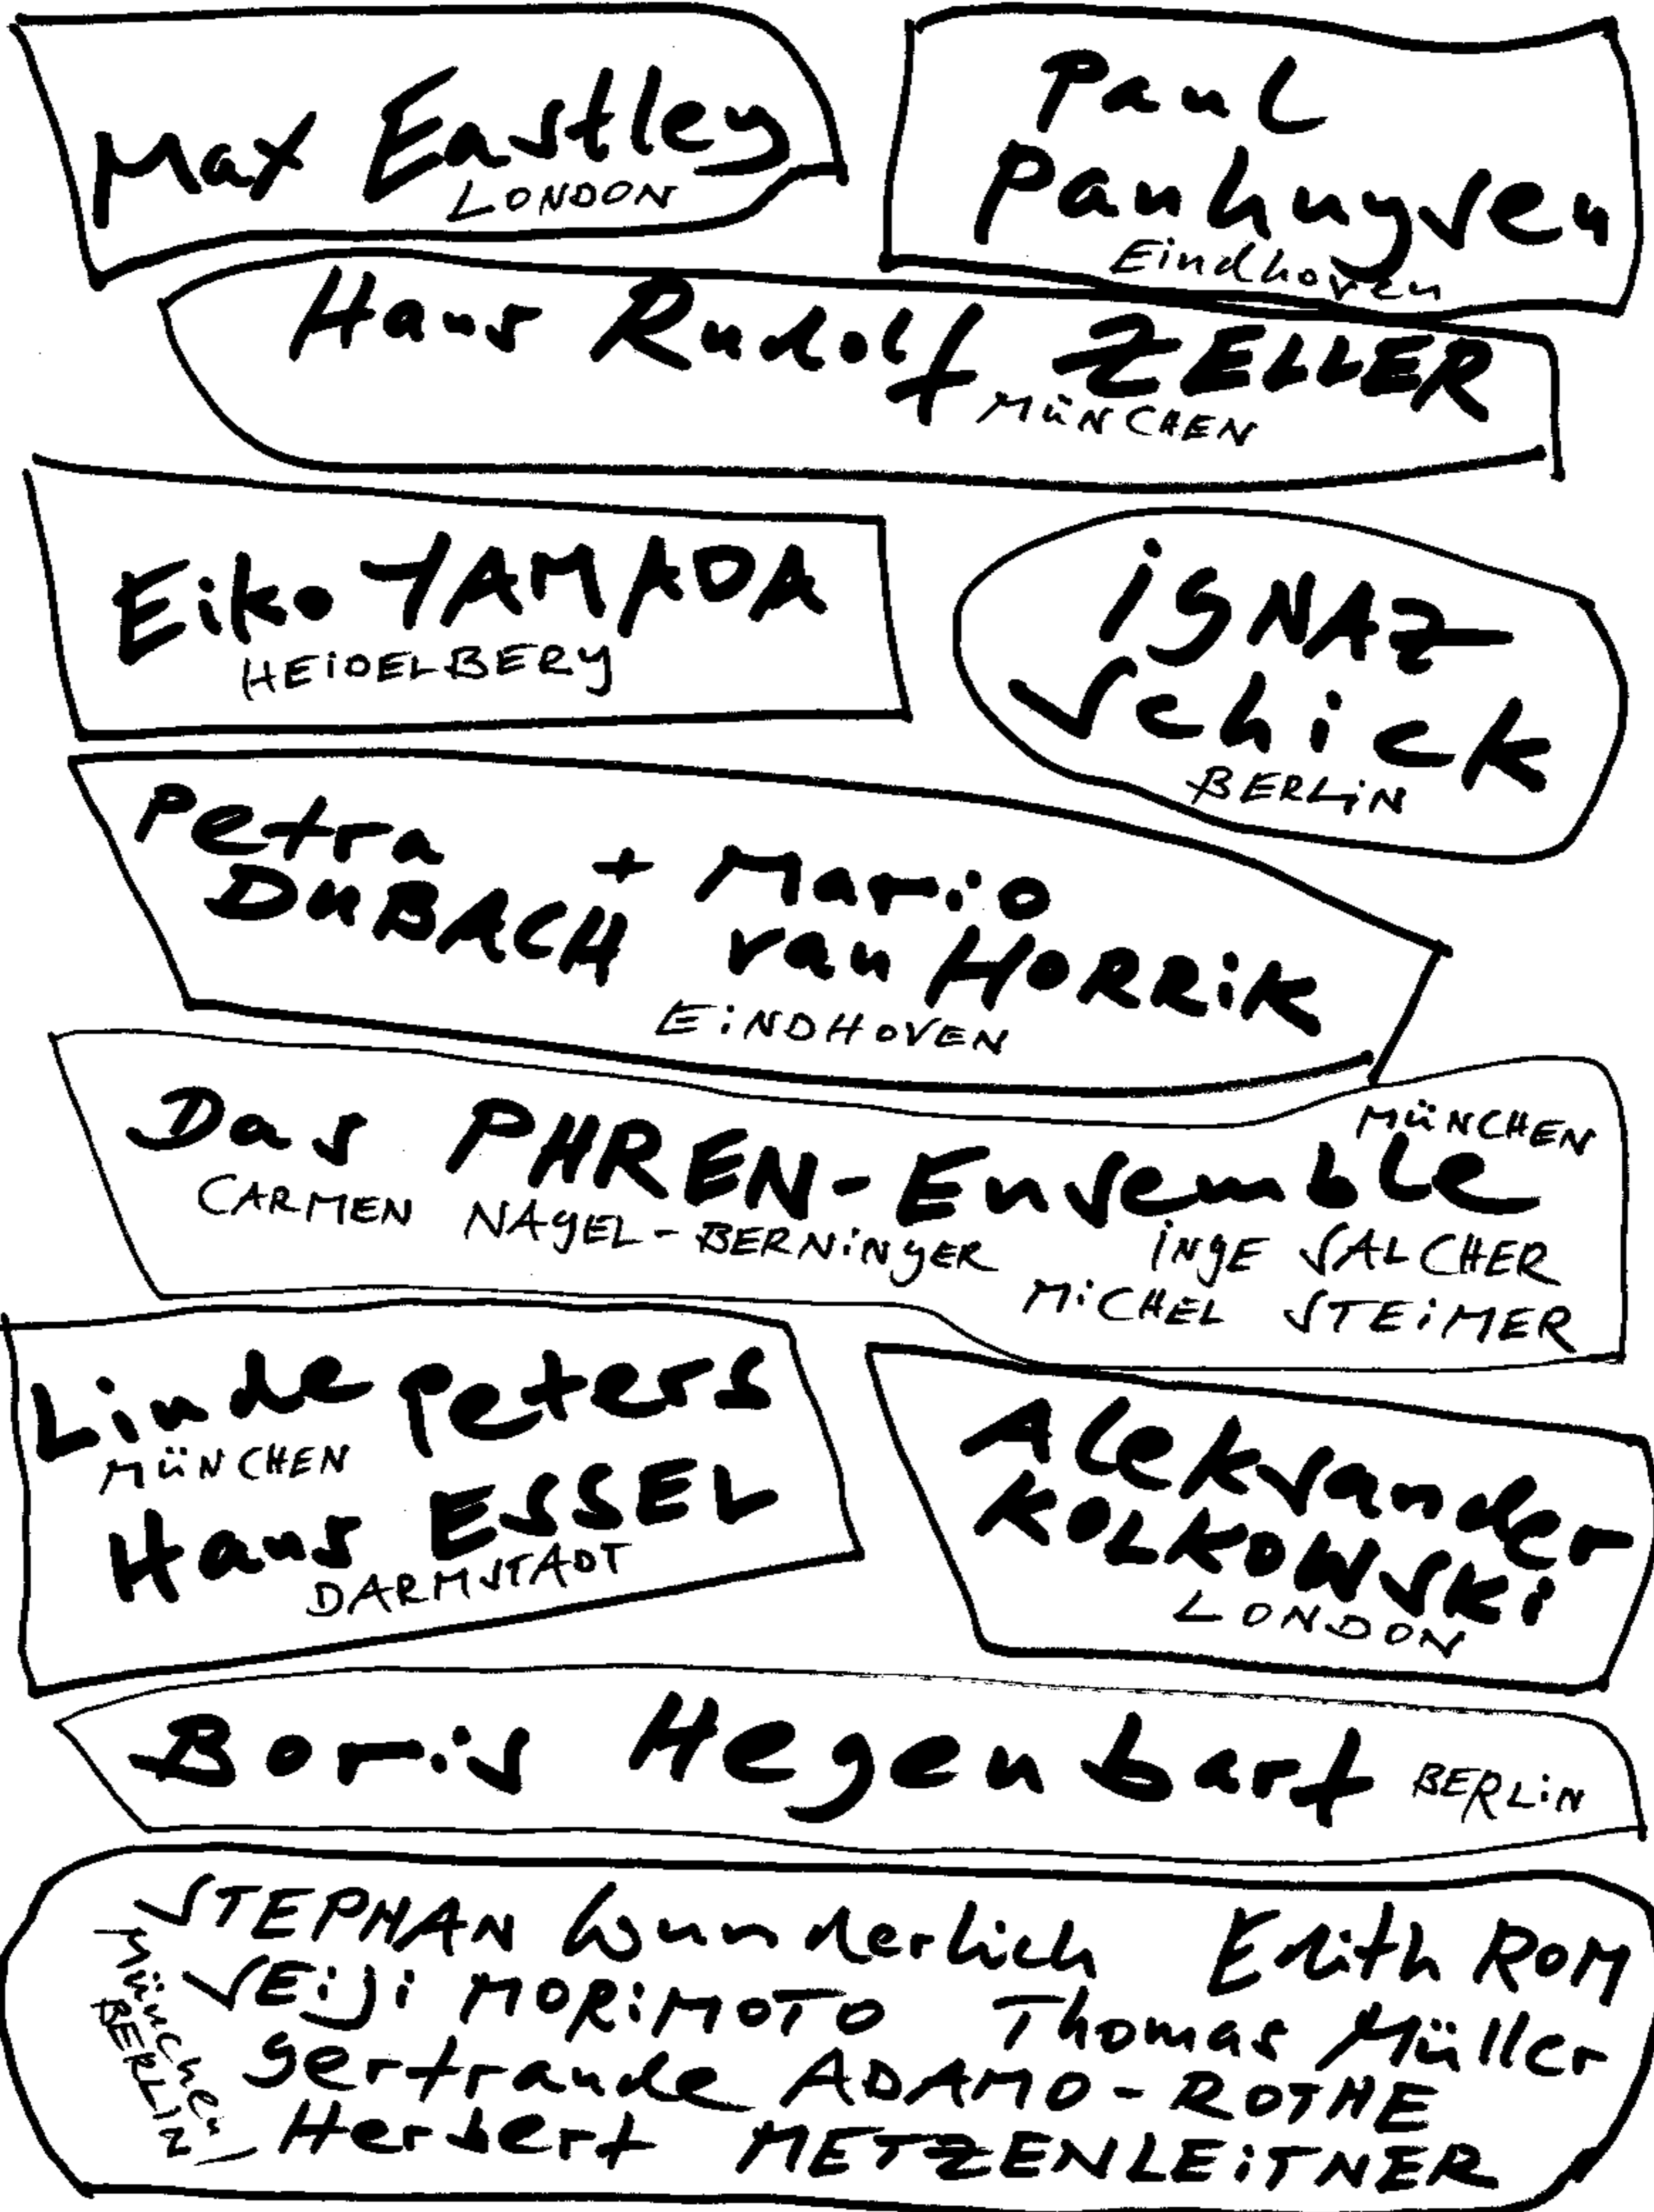 Max Eastley
LONDON
Paul
Panhuysen
Eindhoven
Hans Rudolf ZELLER
MÜNCHEN
Eiko YAMADA
HEIDELBERG
iGNAZ
Schick
BERLiN
Petra + Mario
DUBACH van HORRiK
EiNDHOVEN
MÜNCHEN
Das PHREN-Ensemble
CARMEN NAGEL-BERNiNGER iNGE SALCHER
MiCHEL STEiMER
Linde Peters
MÜNCHEN
Hans ESSEL
DARMSTADT
Aleksander
KOLKOWSKi
LONDON
Boris Hegenbart BERLiN
STEPHAN Wunderlich Edith ROM
SEiji MORiMOTO Thomas Müller
Gertraude ADAMO-ROTHE
Herbert METZENLEiTNER
München,
BERLIN